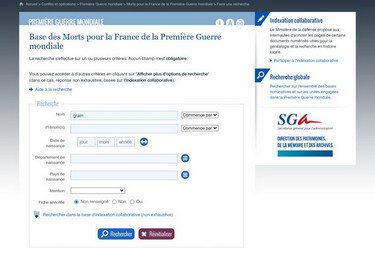 Accueil » Conflits et opérations » Première Guerre mondiale » Morts pour la France de la Première Guerre mondiale » Faire une recherche
PREMIÈRE GUERRE MONDIALE
Base des Morts pour la France de la Première Guerre
mondiale
La recherche s'effectue sur un ou plusieurs critères. Aucun champ n'est obligatoire.
Vous pouvez accéder à d'autres critères en cliquant sur "Afficher plus d'options de recherche"
(dans ce cas, réponse non exhaustive. basée sur l'indexation collaborative).
Aide à la recherche
Recherche
Nom
grain
Commence par
Prénom(s)
Commence par
Date de
naissance
jour
mois
année
Département de
naissance
Pays de
naissance
Mention
Fiche annotée
Non renseigné
Non
Oui
Rechercher dans la base d'indexation collaborative (non exhaustive)
Rechercher
Réinitialiser
Indexation collaborative
Le Ministère de la défense propose aux
internautes d'annoter les pages de certains
documents numérisés utiles pour la
généalogie et la recherche en histoire
sociale.
Participer à l'indexation collaborative
Recherche globale
Rechercher sur l'ensemble des bases
nominatives et sur les unités engagées
dans la Première Guerre mondiale.
SGA
Secrétariat général pour l'administration
DIRECTION DES PATRIMOINES,
DE LA MÉMOIRE ET DES ARCHIVES